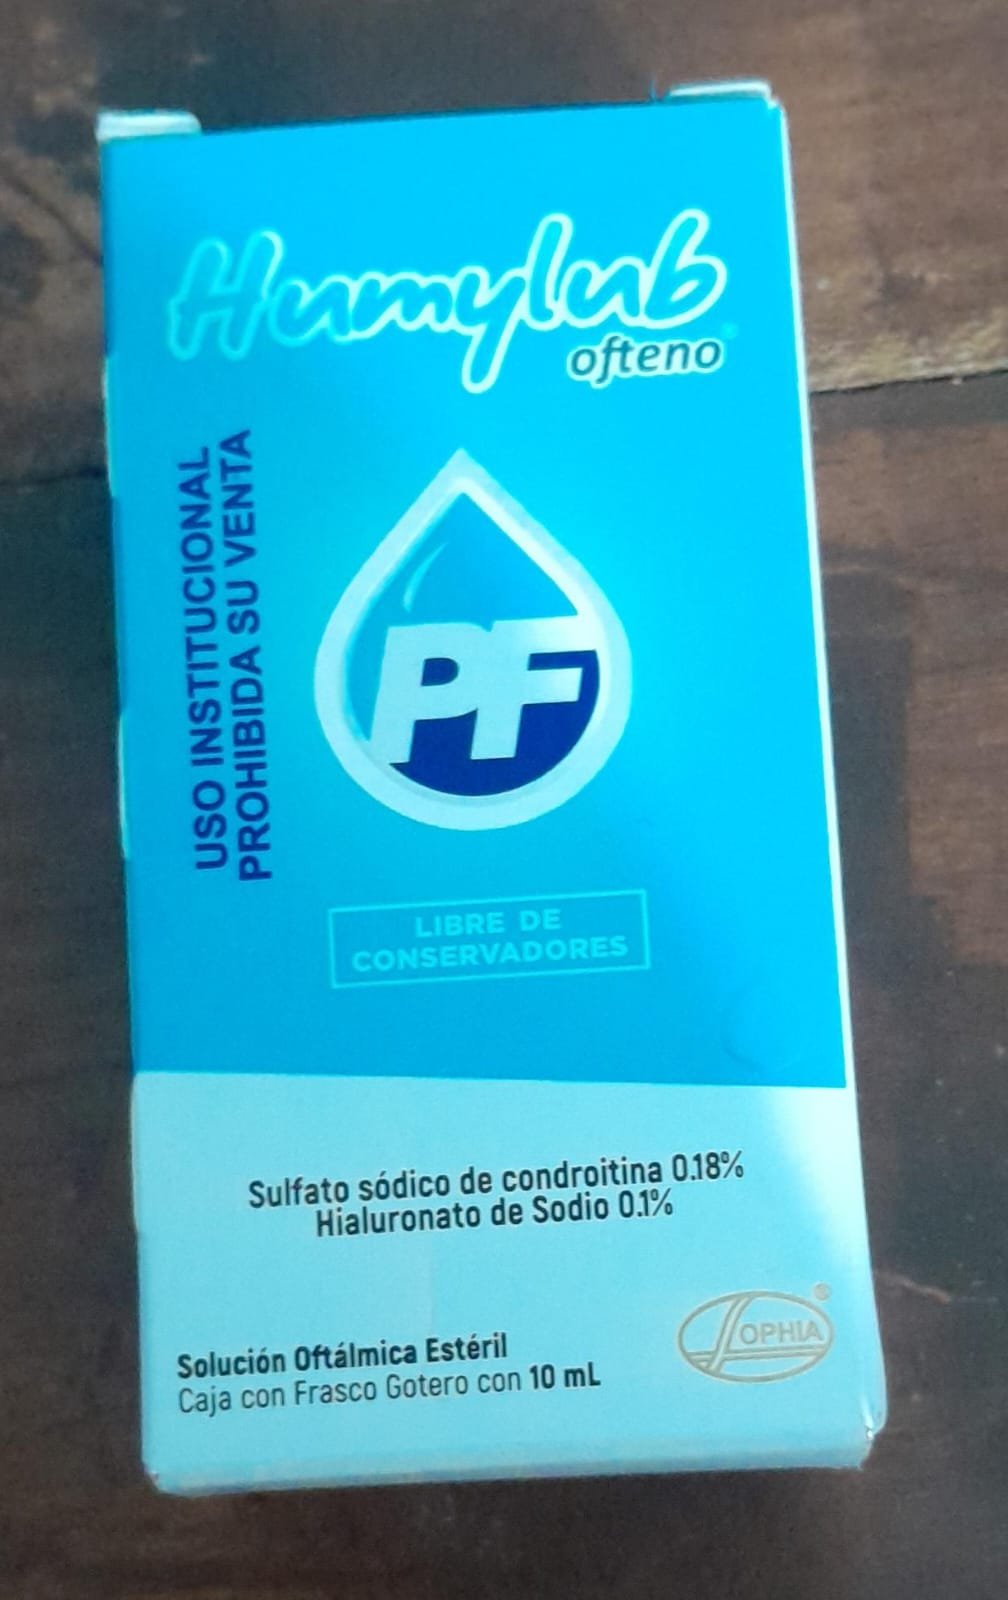 Humylub
ofteno
USO INSTITUCIONAL
PROHIBIDA SU VENTA
PF
LIBRE DE
CONSERVADORES
Sulfato sódico de condroitina 0.18%
Hialuronato de Sodio 0.1%
SOPHIA
Solución Oftálmica Estéril
Caja con Frasco Gotero con 10 mL